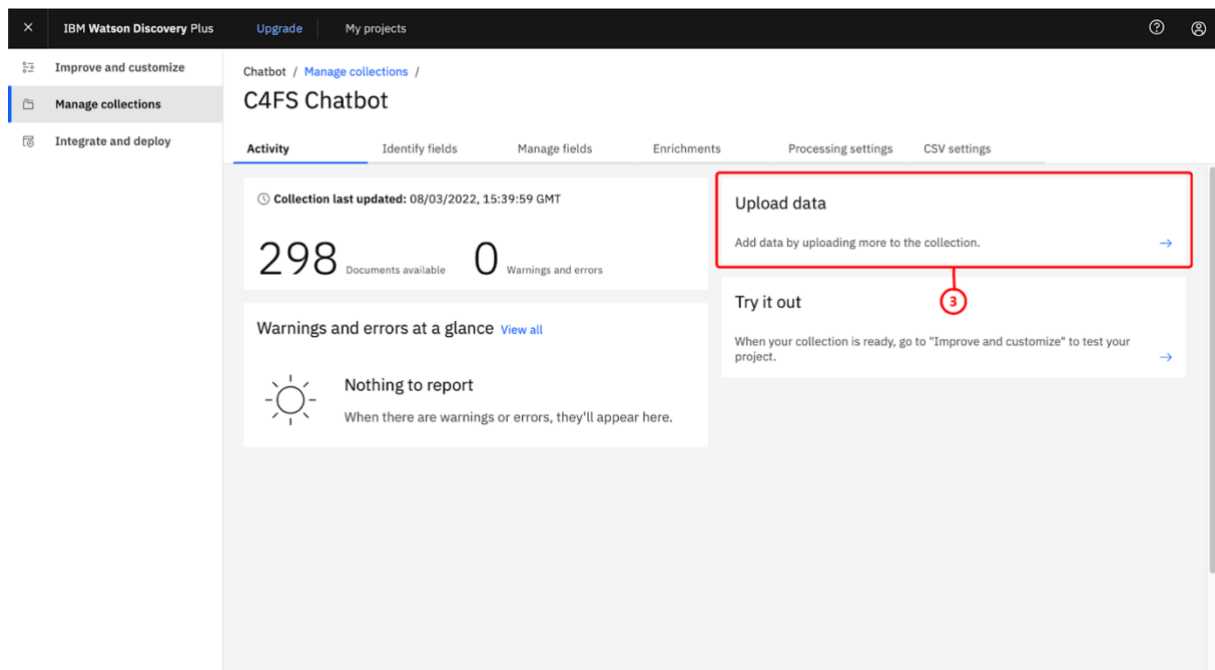 IBM Watson Discovery Plus
Upgrade
My projects
Improve and customize
Manage collections
Integrate and deploy
Chatbot / Manage collections /
C4FS Chatbot
Activity
Identify fields
Manage fields
Enrichments
Processing settings
CSV settings
Collection last updated: 08/03/2022, 15:39:59 GMT
298 Documents available
0 Warnings and errors
Warnings and errors at a glance View all
Nothing to report
When there are warnings or errors, they'll appear here.
Upload data
Add data by uploading more to the collection.
3
Try it out
When your collection is ready, go to "Improve and customize" to test your
project.